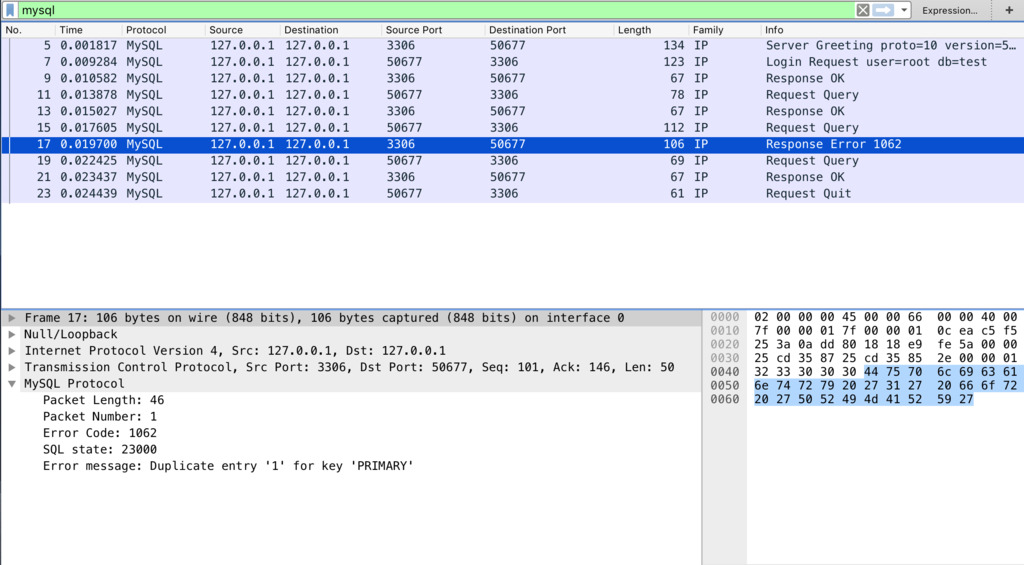 mysql Expression... +
No. Time Protocol Source Destination Source Port Destination Port Length Family Info
5 0.001817 MySQL 127.0.0.1 127.0.0.1 3306 50677 134 IP Server Greeting proto=10 version=5…
7 0.009284 MySQL 127.0.0.1 127.0.0.1 50677 3306 123 IP Login Request user=root db=test
9 0.010582 MySQL 127.0.0.1 127.0.0.1 3306 50677 67 IP Response OK
11 0.013878 MySQL 127.0.0.1 127.0.0.1 50677 3306 78 IP Request Query
13 0.015027 MySQL 127.0.0.1 127.0.0.1 3306 50677 67 IP Response OK
15 0.017605 MySQL 127.0.0.1 127.0.0.1 50677 3306 112 IP Request Query
17 0.019700 MySQL 127.0.0.1 127.0.0.1 3306 50677 106 IP Response Error 1062
19 0.022425 MySQL 127.0.0.1 127.0.0.1 50677 3306 69 IP Request Query
21 0.023437 MySQL 127.0.0.1 127.0.0.1 3306 50677 67 IP Response OK
23 0.024439 MySQL 127.0.0.1 127.0.0.1 50677 3306 61 IP Request Quit
Frame 17: 106 bytes on wire (848 bits), 106 bytes captured (848 bits) on interface 0
Null/Loopback
Internet Protocol Version 4, Src: 127.0.0.1, Dst: 127.0.0.1
Transmission Control Protocol, Src Port: 3306, Dst Port: 50677, Seq: 101, Ack: 146, Len: 50
MySQL Protocol
Packet Length: 46
Packet Number: 1
Error Code: 1062
SQL state: 23000
Error message: Duplicate entry '1' for key 'PRIMARY'
0000 02 00 00 00 45 00 00 66 00 00 40 00
0010 7f 00 00 01 7f 00 00 01 0c ea c5 f5
0020 25 3a 0a dd 80 18 18 e9 fe 5a 00 00
0030 25 cd 35 87 25 cd 35 85 2e 00 00 01
0040 32 33 30 30 30 44 75 70 6c 69 63 61
0050 6e 74 72 79 20 27 31 27 20 66 6f 72
0060 20 27 50 52 49 4d 41 52 59 27